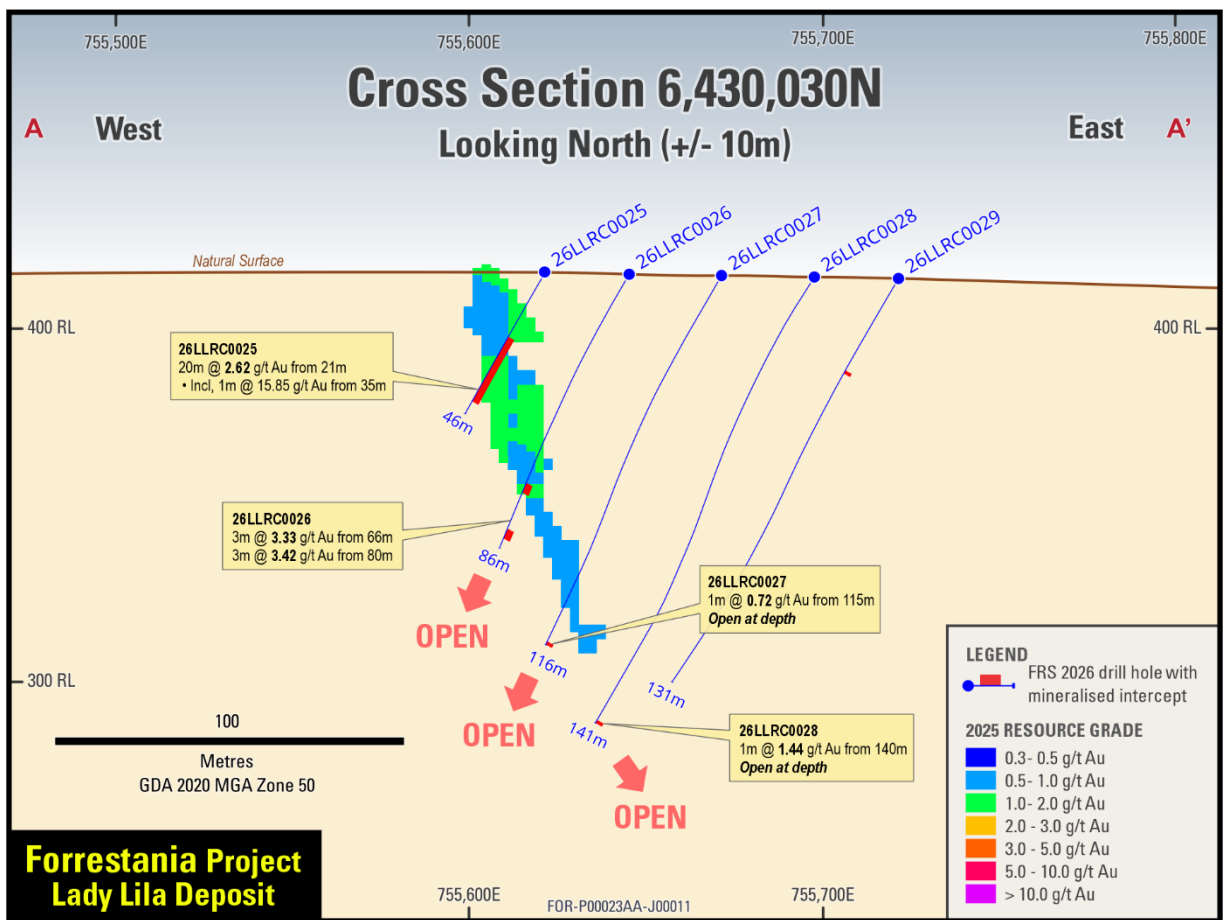 755,500E
755,600E
755,700E
755,800E
Cross Section 6,430,030N
Looking North (+/- 10m)
A
West
East
A'
26LLRC0025
26LLRC0026
26LLRC0027
26LLRC0028
26LLRC0029
Natural Surface
400 RL
400 RL
26LLRC0025
20m @ 2.62 g/t Au from 21m
• Incl, 1m @ 15.85 g/t Au from 35m
46m
26LLRC0026
3m @ 3.33 g/t Au from 66m
3m @ 3.42 g/t Au from 80m
86m
OPEN
26LLRC0027
1m @ 0.72 g/t Au from 115m
Open at depth
116m
OPEN
131m
300 RL
26LLRC0028
1m @ 1.44 g/t Au from 140m
Open at depth
141m
OPEN
100
Metres
GDA 2020 MGA Zone 50
LEGEND
FRS 2026 drill hole with
mineralised intercept
2025 RESOURCE GRADE
0.3- 0.5 g/t Au
0.5- 1.0 g/t Au
1.0- 2.0 g/t Au
2.0 - 3.0 g/t Au
3.0 - 5.0 g/t Au
5.0 - 10.0 g/t Au
> 10.0 g/t Au
Forrestania Project
Lady Lila Deposit
755,600E
755,700E
FOR-P00023AA-J00011